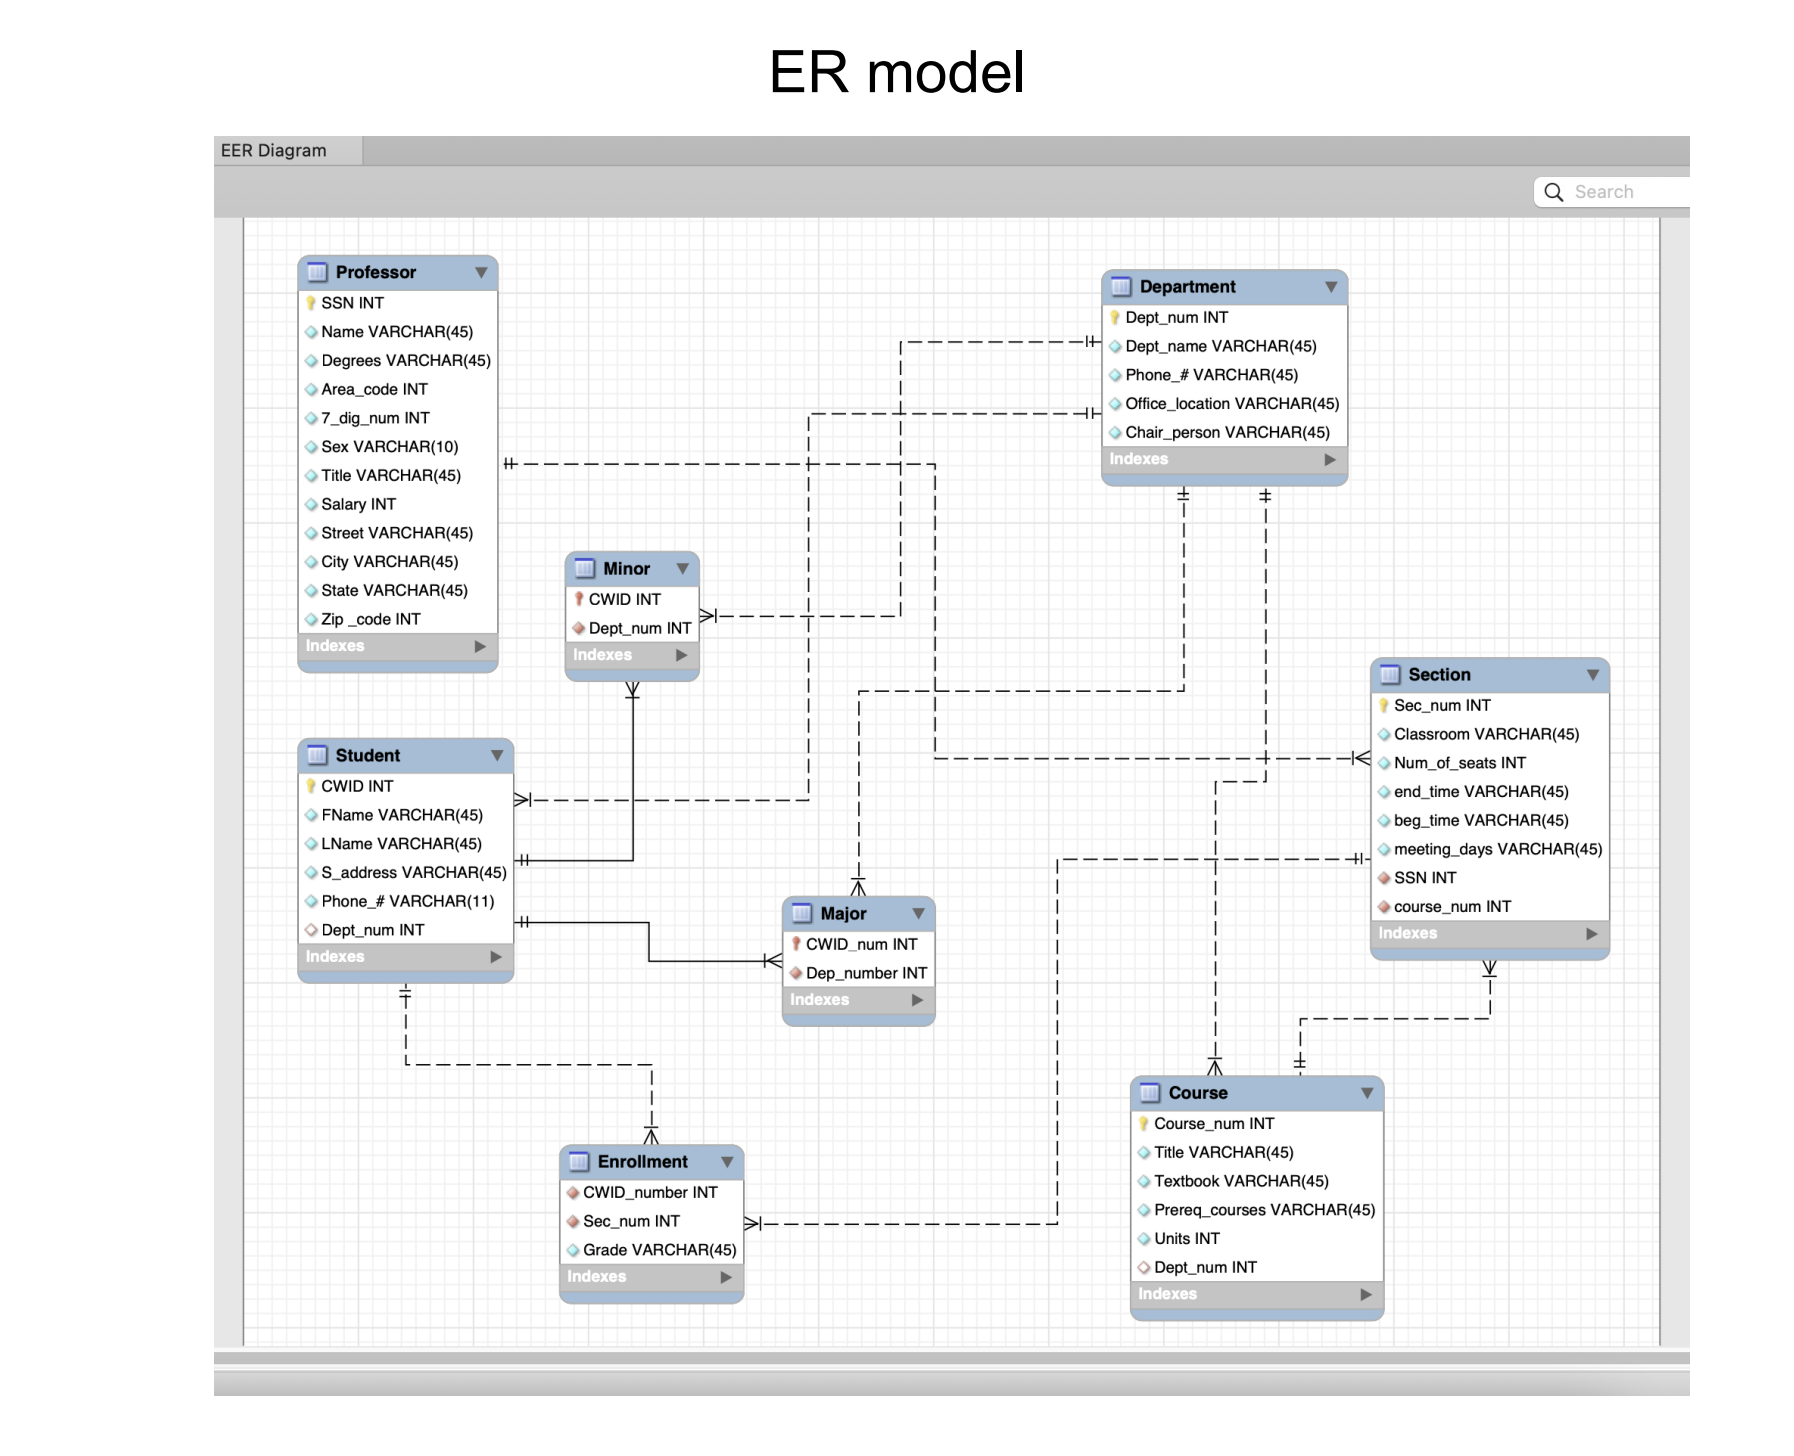 ER model
EER Diagram
Search
Professor
SSN INT
Name VARCHAR(45)
Degrees VARCHAR(45)
Area_code INT
7_dig_num INT
Sex VARCHAR(10)
Title VARCHAR(45)
Salary INT
Street VARCHAR(45)
City VARCHAR(45)
State VARCHAR(45)
Zip _code INT
Indexes
Department
Dept_num INT
Dept_name VARCHAR(45)
Phone_# VARCHAR(45)
Office_location VARCHAR(45)
Chair_person VARCHAR(45)
Indexes
Minor
CWID INT
Dept_num INT
Indexes
Section
Sec_num INT
Classroom VARCHAR(45)
Num_of_seats INT
end_time VARCHAR(45)
beg_time VARCHAR(45)
meeting_days VARCHAR(45)
SSN INT
course_num INT
Indexes
Student
CWID INT
FName VARCHAR(45)
LName VARCHAR(45)
S_address VARCHAR(45)
Phone_# VARCHAR(11)
Dept_num INT
Indexes
Major
CWID_num INT
Dep_number INT
Indexes
Course
Course_num INT
Title VARCHAR(45)
Textbook VARCHAR(45)
Prereq_courses VARCHAR(45)
Units INT
Dept_num INT
Indexes
Enrollment
CWID_number INT
Sec_num INT
Grade VARCHAR(45)
Indexes